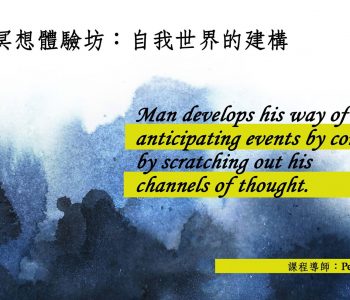 冥想體驗坊：自我世界的建構
Man develops his way of
anticipating events by
by scratching out his
channels of thought.
課程導師：